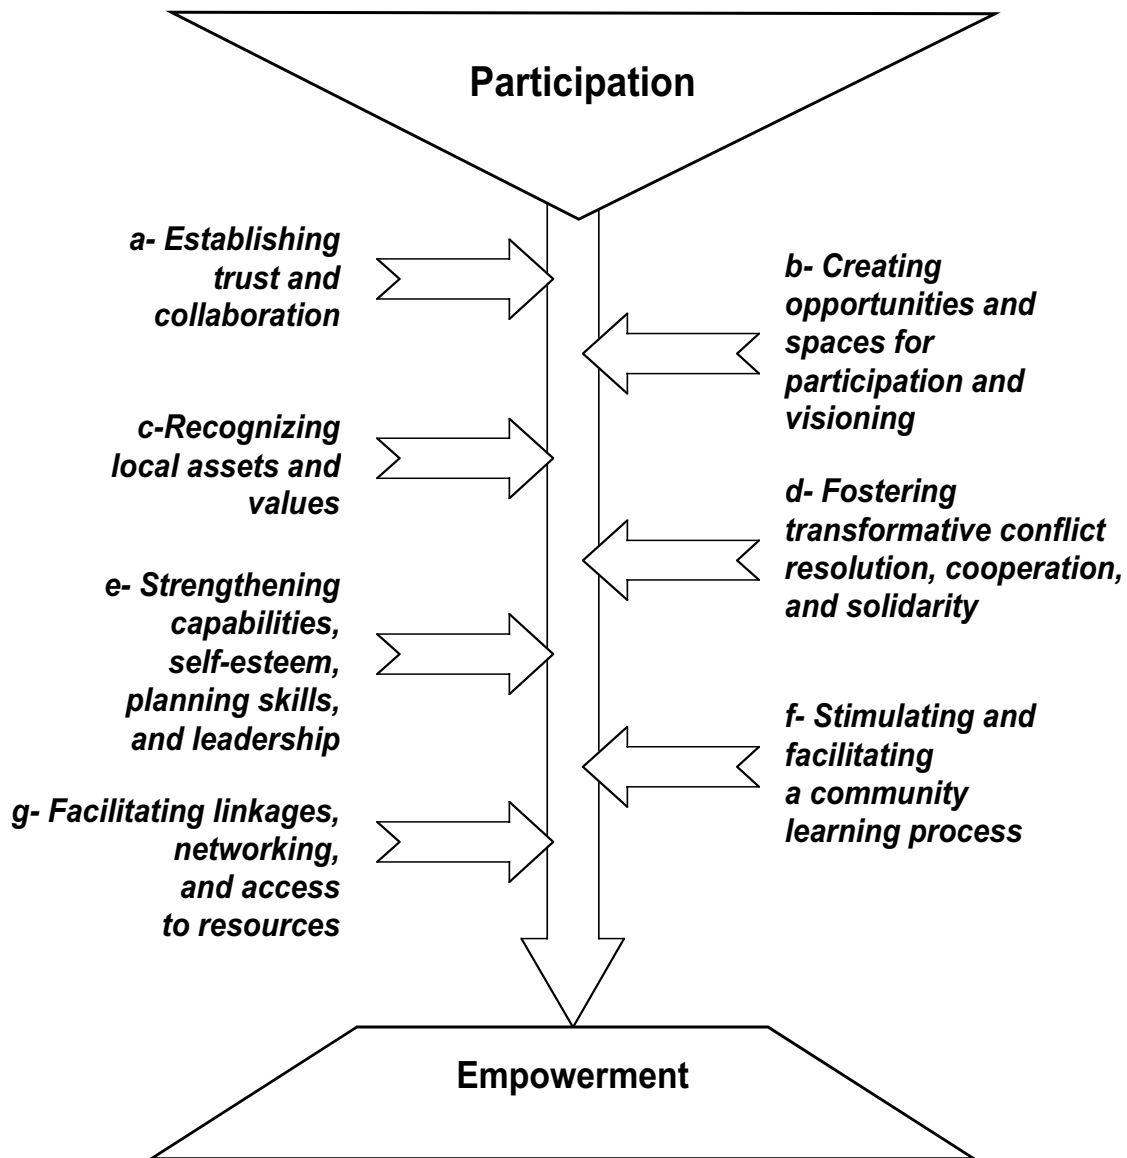 Participation
a- Establishing
trust and
collaboration
b- Creating
opportunities and
spaces for
participation and
visioning
c-Recognizing
local assets and
values
d- Fostering
transformative conflict
resolution, cooperation,
and solidarity
e- Strengthening
capabilities,
self-esteem,
planning skills,
and leadership
f- Stimulating and
facilitating
a community
learning process
g- Facilitating linkages,
networking,
and access
to resources
Empowerment